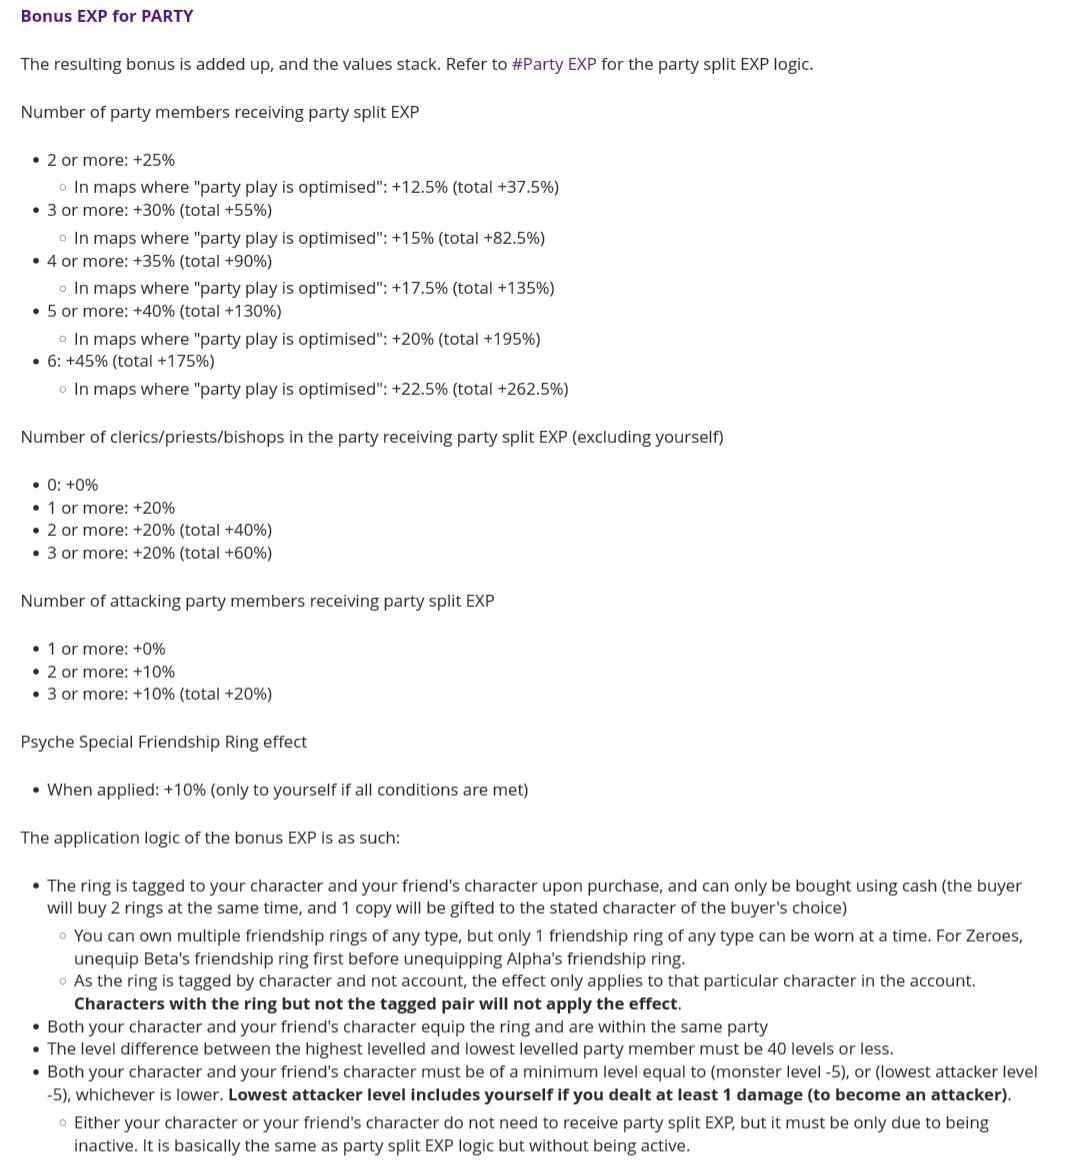 Bonus EXP for PARTY
The resulting bonus is added up, and the values stack. Refer to #Party EXP for the party split EXP logic.
Number of party members receiving party split EXP
• 2 or more: +25%
○ In maps where "party play is optimised": +12.5% (total +37.5%)
• 3 or more: +30% (total +55%)
○ In maps where "party play is optimised": +15% (total +82.5%)
• 4 or more: +35% (total +90%)
○ In maps where "party play is optimised": +17.5% (total +135%)
• 5 or more: +40% (total +130%)
○ In maps where "party play is optimised": +20% (total +195%)
• 6: +45% (total +175%)
○ In maps where "party play is optimised": +22.5% (total +262.5%)
Number of clerics/priests/bishops in the party receiving party split EXP (excluding yourself)
• 0: +0%
• 1 or more: +20%
• 2 or more: +20% (total +40%)
• 3 or more: +20% (total +60%)
Number of attacking party members receiving party split EXP
• 1 or more: +0%
• 2 or more: +10%
• 3 or more: +10% (total +20%)
Psyche Special Friendship Ring effect
• When applied: +10% (only to yourself if all conditions are met)
The application logic of the bonus EXP is as such:
• The ring is tagged to your character and your friend's character upon purchase, and can only be bought using cash (the buyer
will buy 2 rings at the same time, and 1 copy will be gifted to the stated character of the buyer's choice)
○ You can own multiple friendship rings of any type, but only 1 friendship ring of any type can be worn at a time. For Zeroes,
unequip Beta's friendship ring first before unequipping Alpha's friendship ring.
○ As the ring is tagged by character and not account, the effect only applies to that particular character in the account.
Characters with the ring but not the tagged pair will not apply the effect.
• Both your character and your friend's character equip the ring and are within the same party
• The level difference between the highest levelled and lowest levelled party member must be 40 levels or less.
• Both your character and your friend's character must be of a minimum level equal to (monster level -5), or (lowest attacker level
-5), whichever is lower. Lowest attacker level includes yourself if you dealt at least 1 damage (to become an attacker).
○ Either your character or your friend's character do not need to receive party split EXP, but it must be only due to being
inactive. It is basically the same as party split EXP logic but without being active.